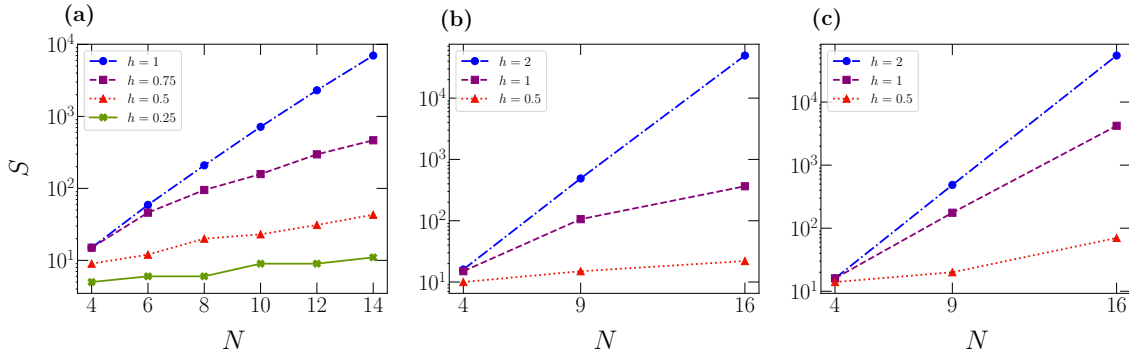 (a)
10^4
10^3
10^2
10^1
S
h = 1
h = 0.75
h = 0.5
h = 0.25
4 6 8 10 12 14
N
(b)
10^4
10^3
10^2
10^1
h = 2
h = 1
h = 0.5
4 9 16
N
(c)
10^4
10^3
10^2
10^1
h = 2
h = 1
h = 0.5
4 9 16
N